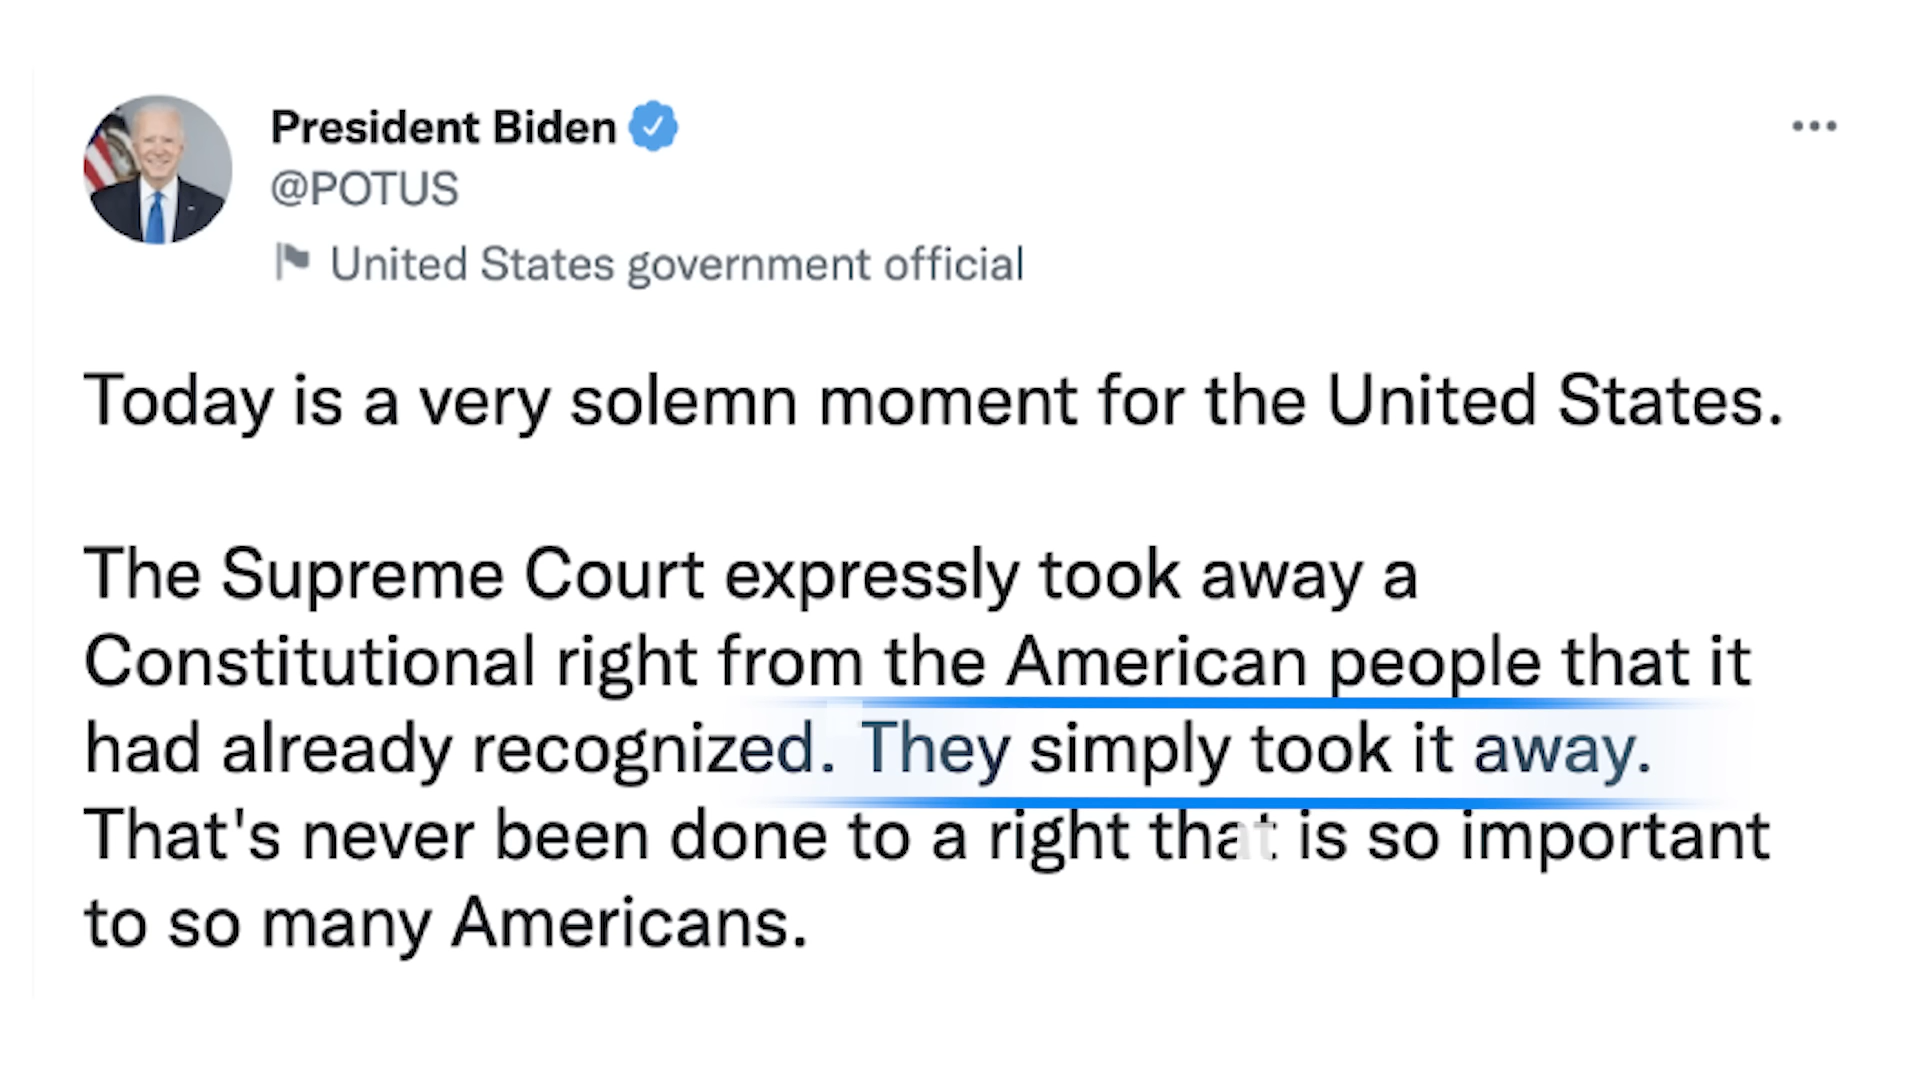 President Biden
@POTUS
United States government official
Today is a very solemn moment for the United States.
The Supreme Court expressly took away a
Constitutional right from the American people that it
had already recognized. They simply took it away.
That's never been done to a right that is so important
to so many Americans.